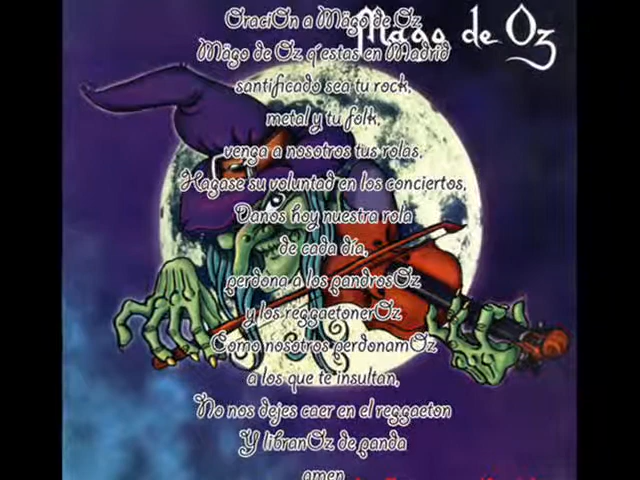 OraciOn a Mägo de Oz
Mägo de Oz
Mägo de Oz q' estas en Madrid
santificado sea tu rock,
metal y tu folk,
venga a nosotros tus rolas,
Hagase su voluntad en los conciertos,
Danos hoy nuestra rola
de cada día,
perdona a los pandrosOz
y los reggaetonerOz
Como nosotros perdonamOz
a los que te insultan,
No nos dejes caer en el reggaeton
Y libranOz de panda
amen